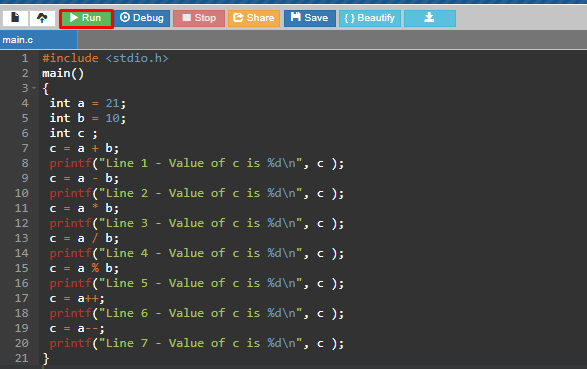 Run Debug Stop Share Save { } Beautify
main.c
1 #include <stdio.h>
2 main()
3 {
4 int a = 21;
5 int b = 10;
6 int c ;
7 c = a + b;
8 printf("Line 1 - Value of c is %d\n", c );
9 c = a - b;
10 printf("Line 2 - Value of c is %d\n", c );
11 c = a * b;
12 printf("Line 3 - Value of c is %d\n", c );
13 c = a / b;
14 printf("Line 4 - Value of c is %d\n", c );
15 c = a % b;
16 printf("Line 5 - Value of c is %d\n", c );
17 c = a++;
18 printf("Line 6 - Value of c is %d\n", c );
19 c = a--;
20 printf("Line 7 - Value of c is %d\n", c );
21 }